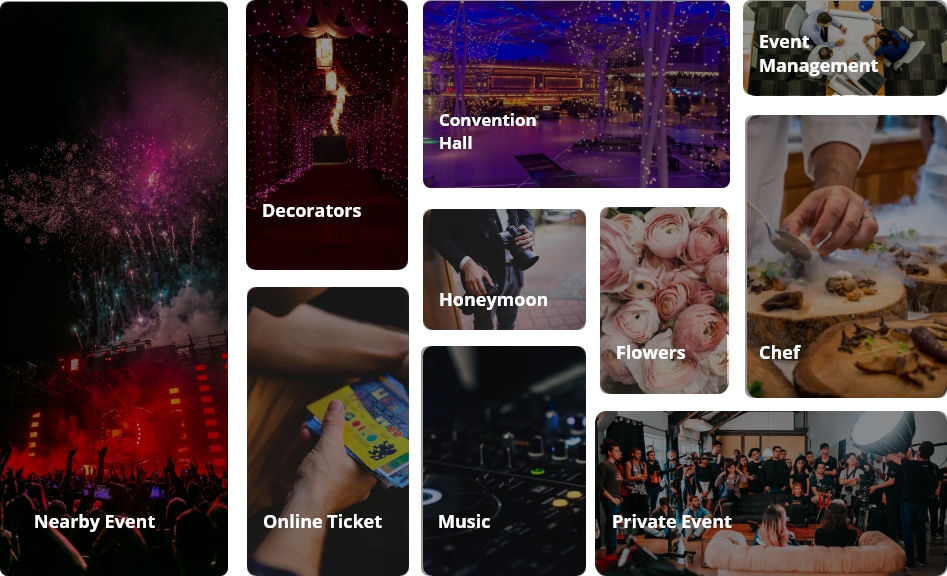 Nearby Event
Decorators
Online Ticket
Convention
Hall
Honeymoon
Music
Flowers
Event
Management
Chef
Private Event